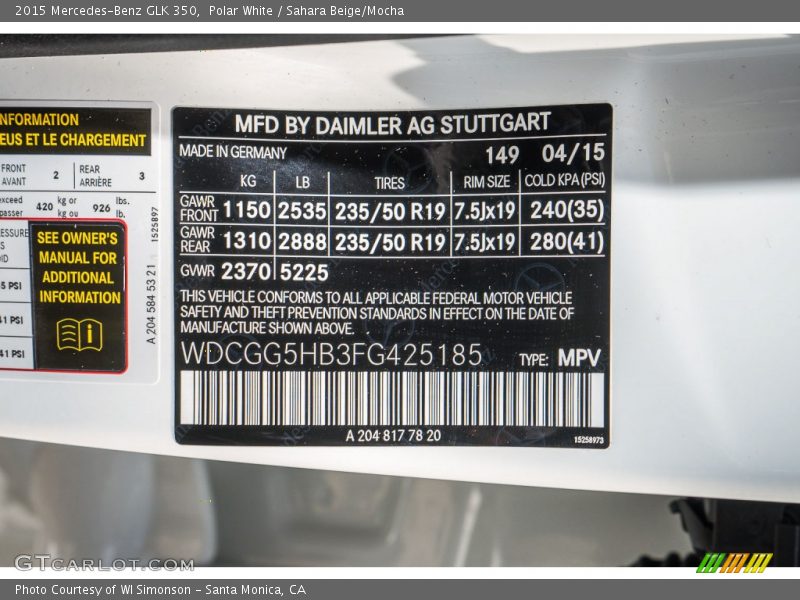 2015 Mercedes-Benz GLK 350, Polar White / Sahara Beige/Mocha
NFORMATION
EUS ET LE CHARGEMENT
FRONT 2 REAR 3
AVANT ARRIÈRE
xceed 420 kg or 926 lbs.
passer kg ou lb.
ESSURE
5 PSI
41 PSI
41 PSI
SEE OWNER'S
MANUAL FOR
ADDITIONAL
INFORMATION
A 204 584 53 21 1525897
MFD BY DAIMLER AG STUTTGART
MADE IN GERMANY 149 04/15
KG LB TIRES RIM SIZE COLD KPA(PSI)
GAWR FRONT 1150 2535 235/50 R19 7.5Jx19 240(35)
GAWR REAR 1310 2888 235/50 R19 7.5Jx19 280(41)
GWR 2370 5225
THIS VEHICLE CONFORMS TO ALL APPLICABLE FEDERAL MOTOR VEHICLE
SAFETY AND THEFT PREVENTION STANDARDS IN EFFECT ON THE DATE OF
MANUFACTURE SHOWN ABOVE.
WDCGG5HB3FG425185 TYPE: MPV
A 204 817 78 20 15258973
GTCARLOT.COM
Photo Courtesy of WI Simonson - Santa Monica, CA